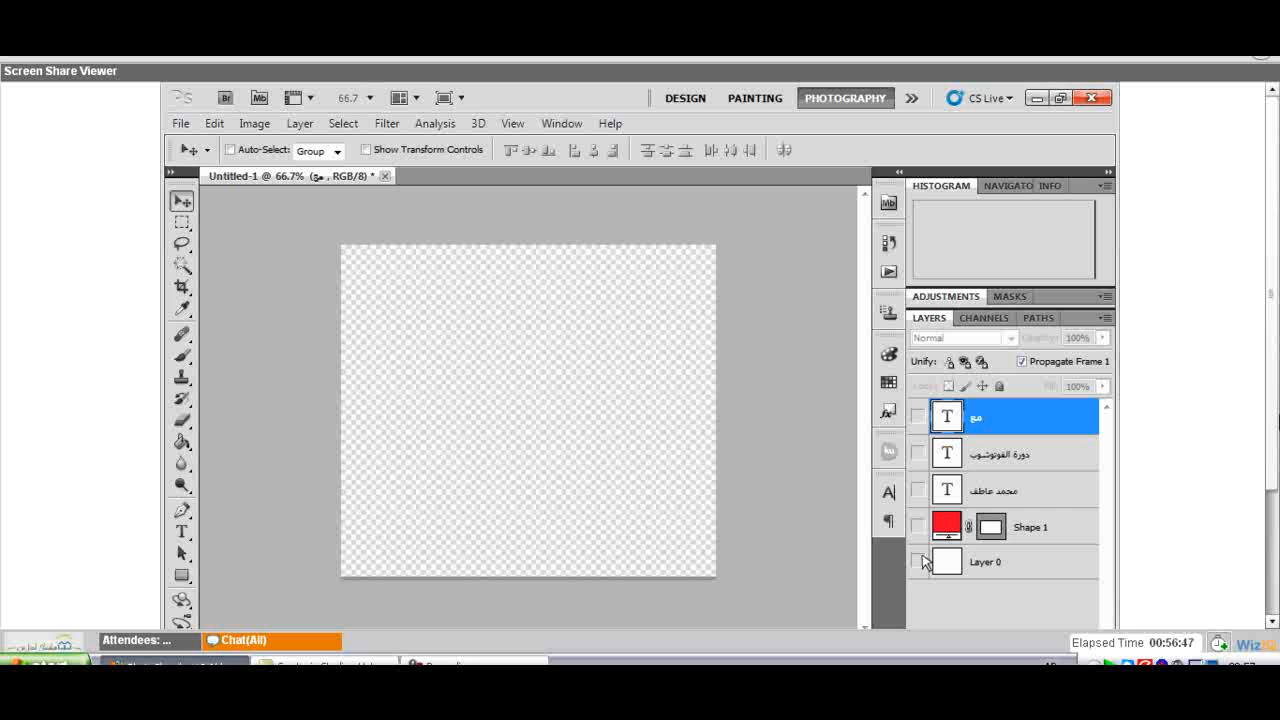 Screen Share Viewer
Br Mb 66.7 DESIGN PAINTING PHOTOGRAPHY CS Live
File Edit Image Layer Select Filter Analysis 3D View Window Help
Auto-Select: Group Show Transform Controls
Untitled-1 @ 66.7% (مع , RGB/8) *
HISTOGRAM NAVIGATO INFO
Mb
ADJUSTMENTS MASKS
LAYERS CHANNELS PATHS
Normal 100%
Unify: Propagate Frame 1
100%
T مع
T دورة الفوتوشوب
T محمد عاطف
Shape 1
Layer 0
Attendees: ... Chat(All)
Elapsed Time 00:56:47